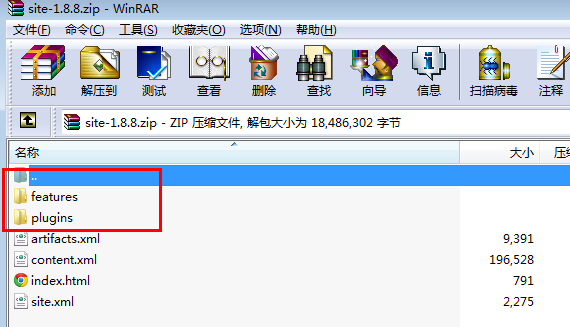 site-1.8.8.zip - WinRAR
文件(F) 命令(C) 工具(S) 收藏夹(O) 选项(N) 帮助(H)
添加 解压到 测试 查看 删除 查找 向导 信息 扫描病毒 注释
site-1.8.8.zip - ZIP 压缩文件, 解包大小为 18,486,302 字节
名称 大小 压缩
..
features
plugins
artifacts.xml 9,391
content.xml 196,528
index.html 791
site.xml 2,275